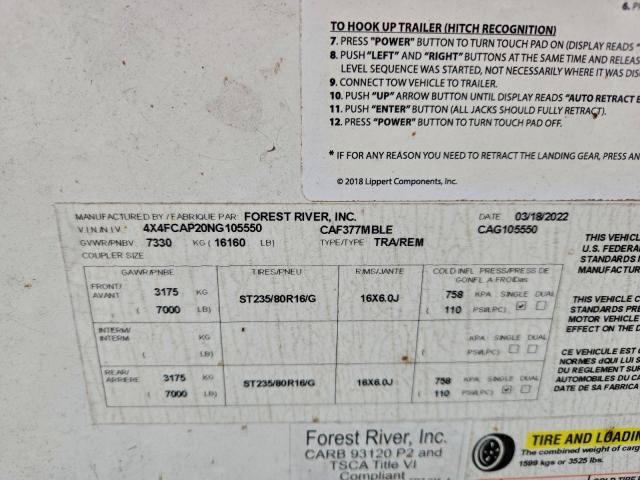 6. P
TO HOOK UP TRAILER (HITCH RECOGNITION)
7. PRESS "POWER" BUTTON TO TURN TOUCH PAD ON (DISPLAY READS "
8. PUSH "LEFT" AND "RIGHT" BUTTONS AT THE SAME TIME AND RELEAS
LEVEL SEQUENCE WAS STARTED, NOT NECESSARILY WHERE IT WAS DIS
9. CONNECT TOW VEHICLE TO TRAILER.
10. PUSH "UP" ARROW BUTTON UNTIL DISPLAY READS "AUTO RETRACT
11. PUSH "ENTER" BUTTON (ALL JACKS SHOULD FULLY RETRACT).
12. PRESS "POWER" BUTTON TO TURN TOUCH PAD OFF.
* IF FOR ANY REASON YOU NEED TO RETRACT THE LANDING GEAR, PRESS AN
© 2018 Lippert Components, Inc.
MANUFACTURED BY / FABRIQUE PAR: FOREST RIVER, INC. DATE 03/18/2022
V.I.N./N.I.V. 4X4FCAP20NG105550 CAF377MBLE CAG105550
GVWR/PNBV 7330 KG ( 16160 LB) TYPE/TYPE TRA/REM
COUPLER SIZE
GAWR/PNBE TIRES/PNEU RIMS/JANTE COLD INFL. PRESS/PRESS DE GONFL A FROID
FRONT/ AVANT 3175 KG ST235/80R16/G 16X6.0J 758 KPA SINGLE DUAL
( 7000 LB) ( 110 PSI/LPC)
INTERM/ INTERM KG KPA SINGLE DUAL
( LB) ( PSI/LPC)
REAR/ ARRIERE 3175 KG ST235/80R16/G 16X6.0J 758 KPA SINGLE DUAL
( 7000 LB) ( 110 PSI/LPC)
THIS VEHICL
U.S. FEDERA
STANDARDS I
MANUFACTUR
THIS VEHICLE C
STANDARDS PRE
MOTOR VEHICLE
EFFECT ON THE D
CE VEHICULE EST C
NORMES dQUI LUI S
DU REGLEMENT SUR
AUTOMOBILES DU CA
DATE DE SA FABRICA
Forest River, Inc.
CARB 93120 P2 and
TSCA Title VI
Compliant
TIRE AND LOADIN
The combined weight of carg
1599 kgs or 3525 lbs.